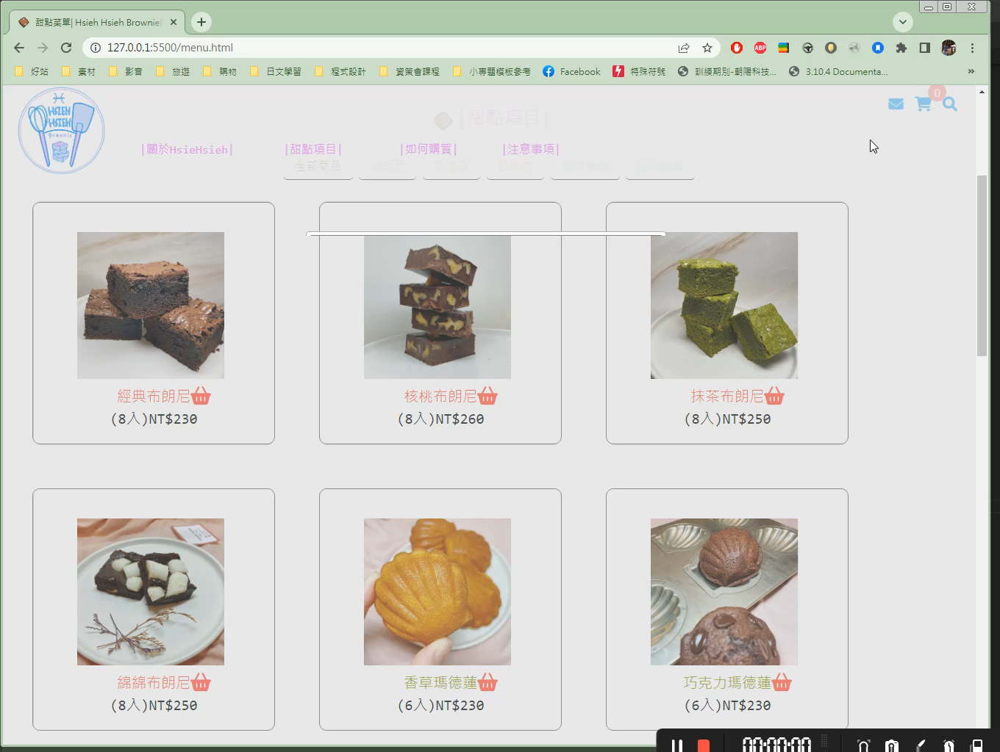 甜點菜單| Hsieh Hsieh Brownie
127.0.0.1:5500/menu.html
ABP
好站 素材 影音 旅遊 購物 日文學習 程式設計 資策會課程 小專題模板參考 Facebook 特殊符號 訓練期別-朝陽科技... 3.10.4 Documenta... »
HSIEH
HSIEH
Brownie
0
|甜點項目|
|關於HsieHsieh| |甜點項目| |如何購買| |注意事項|
全部商品
經典布朗尼 核桃布朗尼 抹茶布朗尼
(8入)NT$230 (8入)NT$260 (8入)NT$250
綿綿布朗尼 香草瑪德蓮 巧克力瑪德蓮
(8入)NT$250 (6入)NT$230 (6入)NT$230
00:00:00